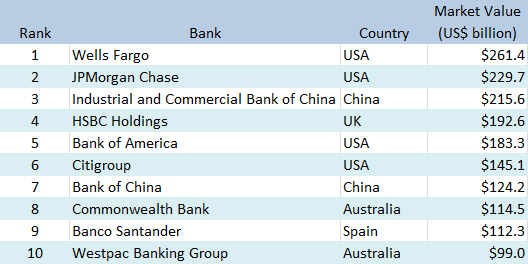 Rank Bank Country Market Value (US$ billion)
1 Wells Fargo USA $261.4
2 JPMorgan Chase USA $229.7
3 Industrial and Commercial Bank of China China $215.6
4 HSBC Holdings UK $192.6
5 Bank of America USA $183.3
6 Citigroup USA $145.1
7 Bank of China China $124.2
8 Commonwealth Bank Australia $114.5
9 Banco Santander Spain $112.3
10 Westpac Banking Group Australia $99.0